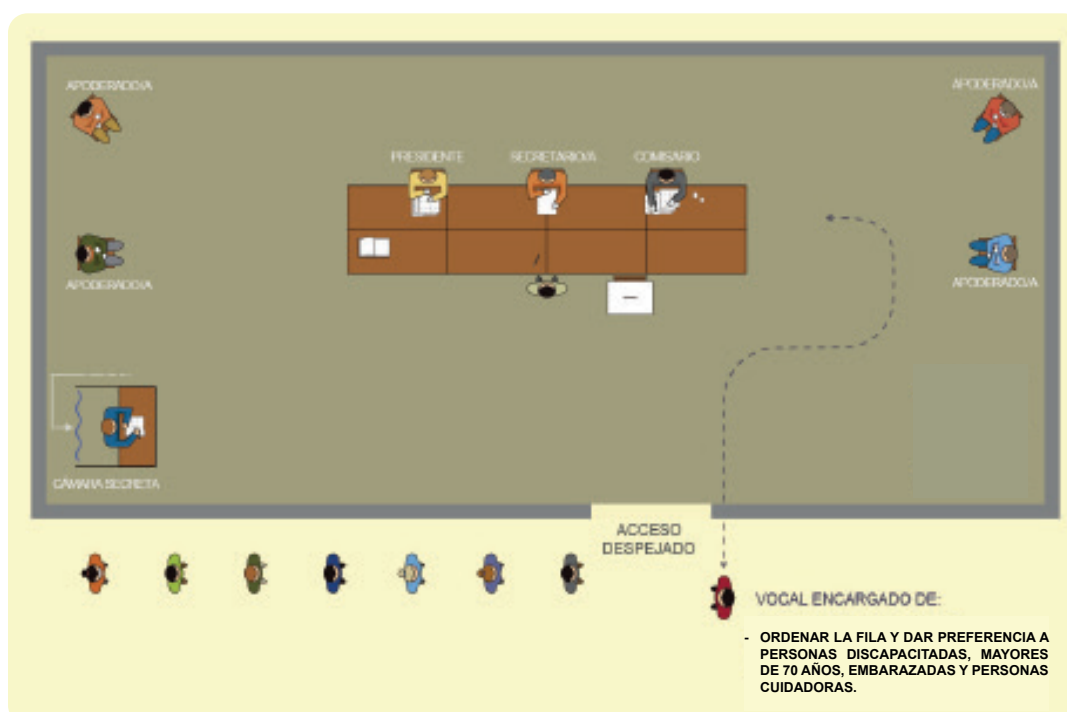 APODERADO/A
APODERADO/A
PRESIDENTE
SECRETARIO/A
COMISARIO
APODERADO/A
APODERADO/A
CÁMARA SECRETA
ACCESO
DESPEJADO
VOCAL ENCARGADO DE:
- ORDENAR LA FILA Y DAR PREFERENCIA A
PERSONAS DISCAPACITADAS, MAYORES
DE 70 AÑOS, EMBARAZADAS Y PERSONAS
CUIDADORAS.